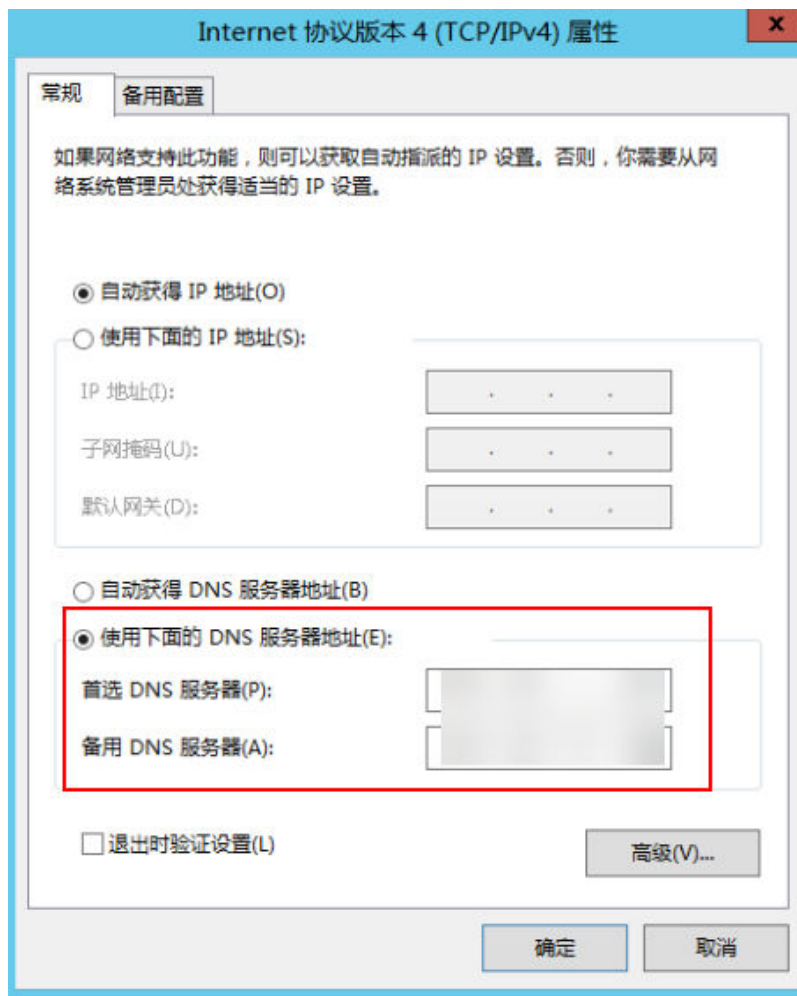 Internet 协议版本 4 (TCP/IPv4) 属性
x
常规
备用配置
如果网络支持此功能，则可以获取自动指派的 IP 设置。否则，你需要从网
络系统管理员处获得适当的 IP 设置。
自动获得 IP 地址(O)
使用下面的 IP 地址(S):
IP 地址(I):
子网掩码(U):
默认网关(D):
自动获得 DNS 服务器地址(B)
使用下面的 DNS 服务器地址(E):
首选 DNS 服务器(P):
备用 DNS 服务器(A):
退出时验证设置(L)
高级(V)...
确定
取消